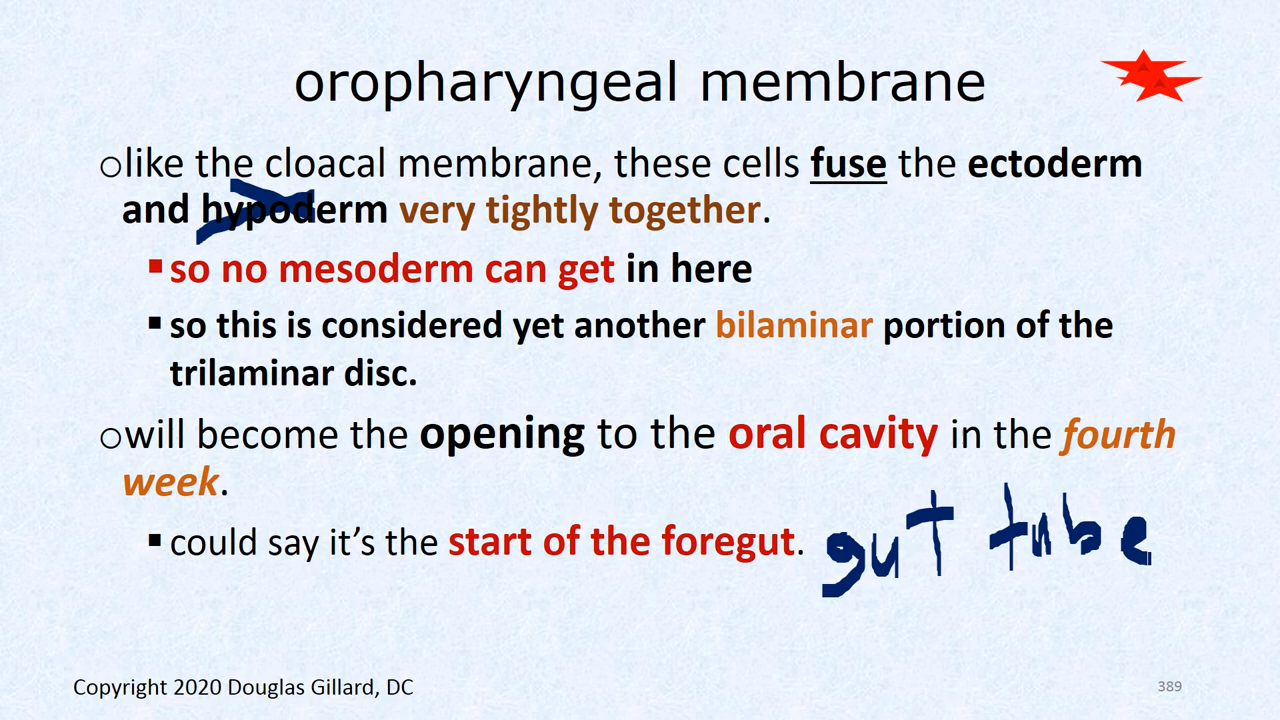 oropharyngeal membrane
○like the cloacal membrane, these cells fuse the ectoderm
and hypoderm very tightly together.
▪so no mesoderm can get in here
▪so this is considered yet another bilaminar portion of the
trilaminar disc.
○will become the opening to the oral cavity in the fourth
week.
▪could say it’s the start of the foregut. gut tube
Copyright 2020 Douglas Gillard, DC
389